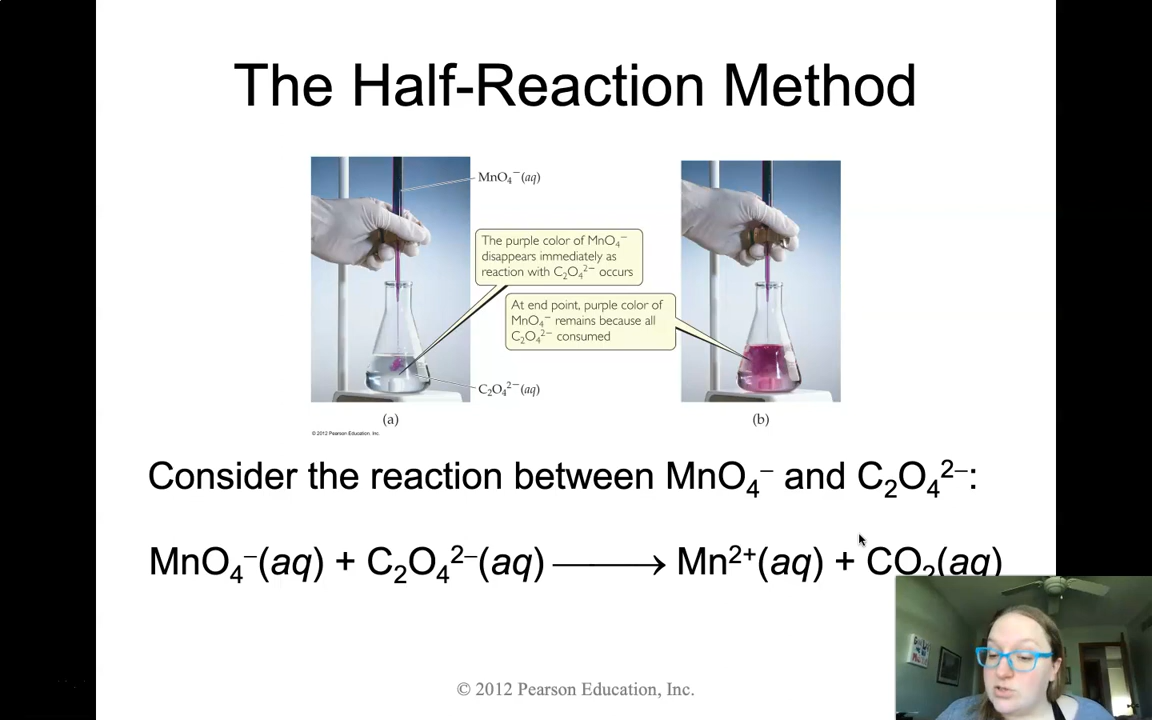 The Half-Reaction Method
MnO₄⁻(aq)
The purple color of MnO₄⁻
disappears immediately as
reaction with C₂O₄²⁻ occurs
At end point, purple color of
MnO₄⁻ remains because all
C₂O₄²⁻ consumed
C₂O₄²⁻(aq)
(a)
(b)
© 2012 Pearson Education, Inc.
Consider the reaction between MnO₄⁻ and C₂O₄²⁻:
MnO₄⁻(aq) + C₂O₄²⁻(aq) ⟶ Mn²⁺(aq) + CO₂(aq)
© 2012 Pearson Education, Inc.